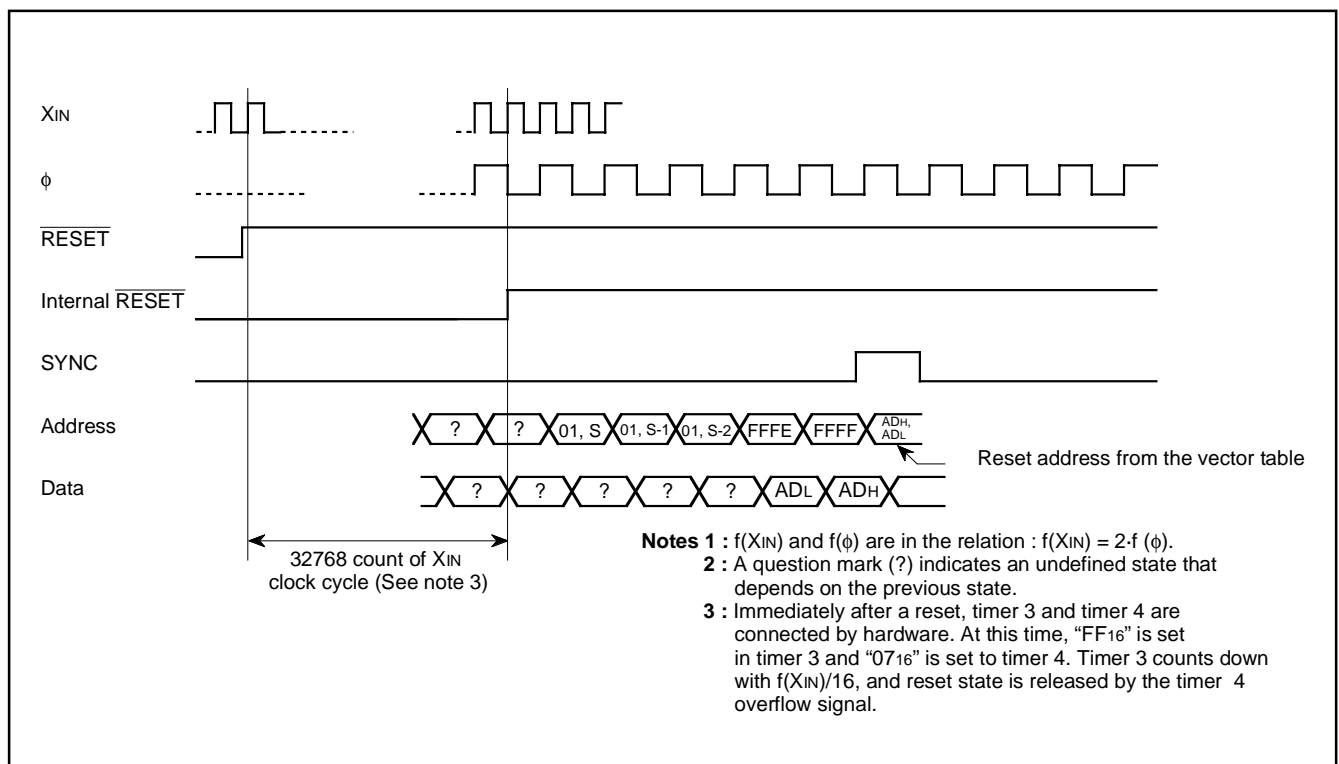 XIN
ϕ
RESET
Internal RESET
SYNC
Address
? ? 01, S 01, S-1 01, S-2 FFFE FFFF ADH,
ADL
Reset address from the vector table
Data
? ? ? ? ? ADL ADH
32768 count of XIN
clock cycle (See note 3)
Notes 1 : f(XIN) and f(ϕ) are in the relation : f(XIN) = 2·f (ϕ).
2 : A question mark (?) indicates an undefined state that
depends on the previous state.
3 : Immediately after a reset, timer 3 and timer 4 are
connected by hardware. At this time, “FF16” is set
in timer 3 and “0716” is set to timer 4. Timer 3 counts down
with f(XIN)/16, and reset state is released by the timer 4
overflow signal.